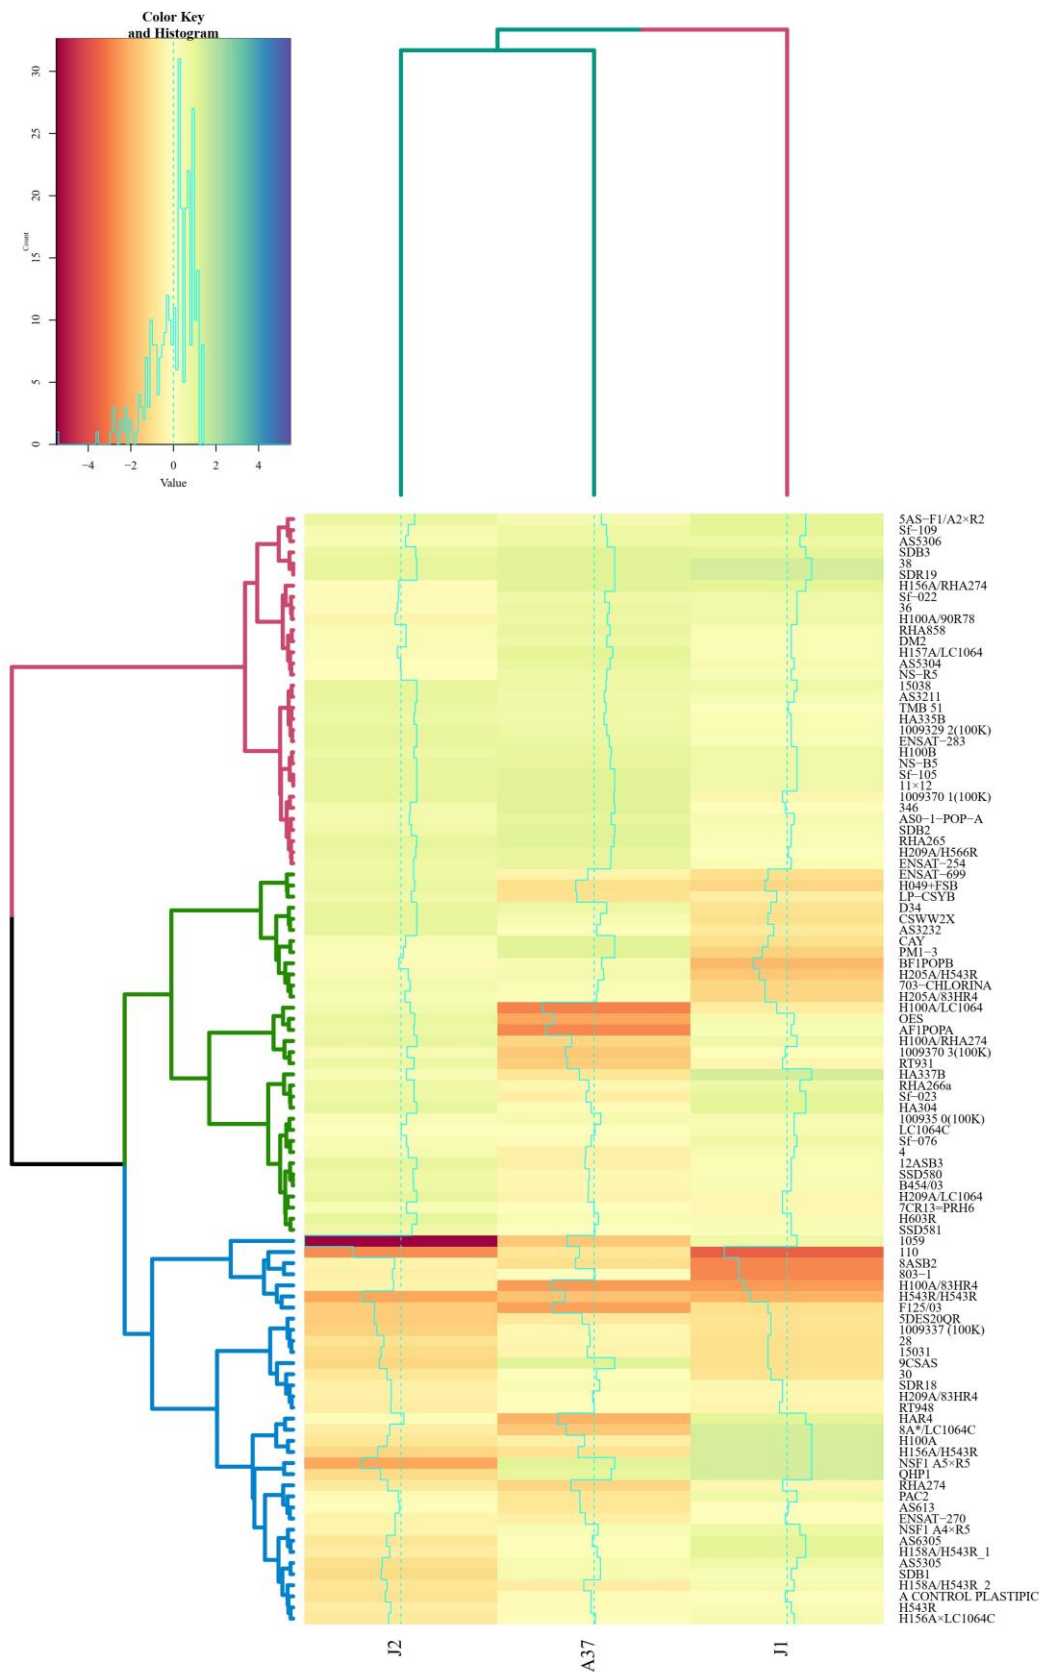 Color Key
and Histogram
Count
0
5
10
15
20
25
30
−4
−2
0
2
4
Value
5AS−F1/A2×R2
Sf−109
AS5306
SDB3
38
SDR19
H156A/RHA274
Sf−022
36
H100A/90R78
RHA858
DM2
H157A/LC1064
AS5304
NS−R5
15038
AS3211
TMB 51
HA335B
1009329 2(100K)
ENSAT−283
H100B
NS−B5
Sf−105
11×12
1009370 1(100K)
346
AS0−1−POP−A
SDB2
RHA265
H209A/H566R
ENSAT−254
ENSAT−699
H049+FSB
LP−CSYB
D34
CSWW2X
AS3232
CAY
PM1−3
BF1POPB
H205A/H543R
703−CHLORINA
H205A/83HR4
H100A/LC1064
OES
AF1POPA
H100A/RHA274
1009370 3(100K)
RT931
HA337B
RHA266a
Sf−023
HA304
100935 0(100K)
LC1064C
Sf−076
4
12ASB3
SSD580
B454/03
H209A/LC1064
7CR13=PRH6
H603R
SSD581
1059
110
8ASB2
803−1
H100A/83HR4
H543R/H543R
F125/03
5DES20QR
1009337 (100K)
28
15031
9CSAS
30
SDR18
H209A/83HR4
RT948
HAR4
8A*/LC1064C
H100A
H156A/H543R
NSF1 A5×R5
QHP1
RHA274
PAC2
AS613
ENSAT−270
NSF1 A4×R5
AS6305
H158A/H543R_1
AS5305
SDB1
H158A/H543R_2
A CONTROL PLASTIPIC
H543R
H156A×LC1064C
J2
A37
J1